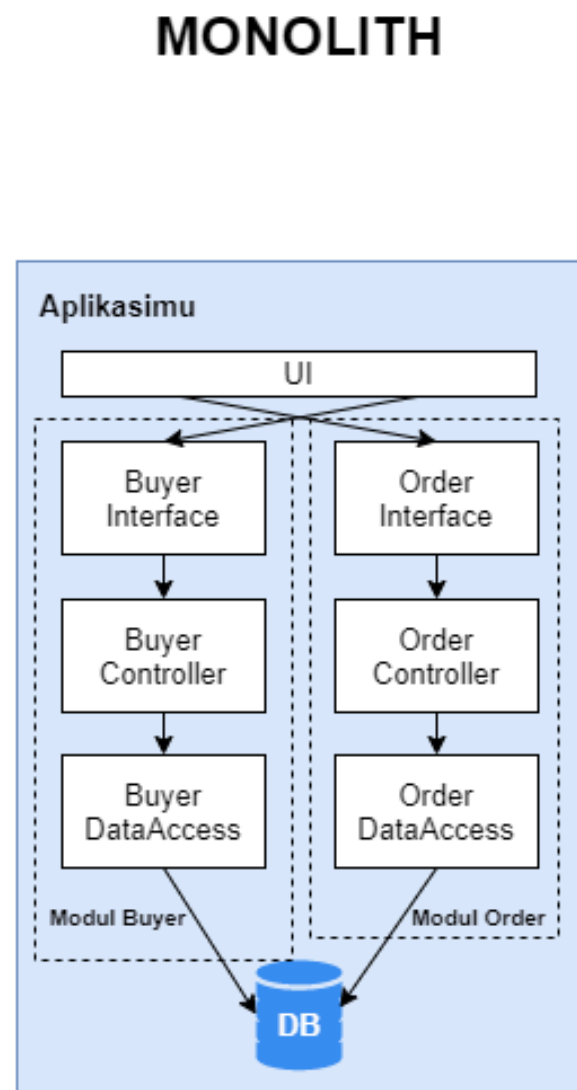 MONOLITH
Aplikasimu
UI
Buyer
Interface
Order
Interface
Buyer
Controller
Order
Controller
Buyer
DataAccess
Order
DataAccess
Modul Buyer
Modul Order
DB